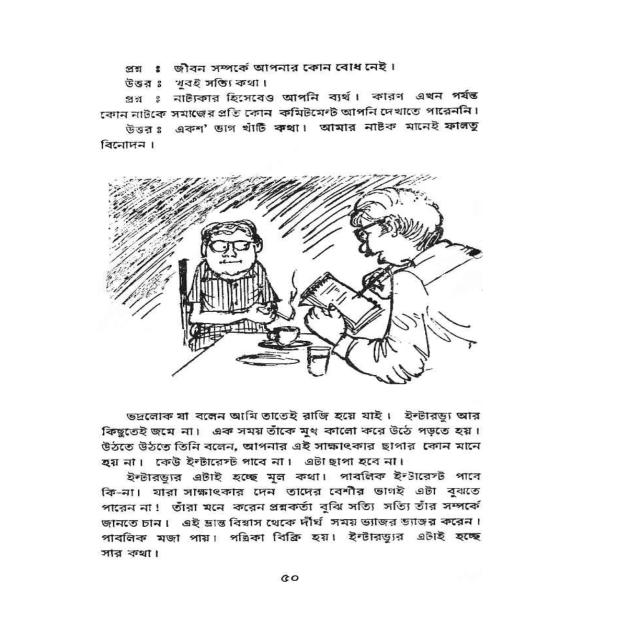 প্রশ্ন : জীবন সম্পর্কে আপনার কোন বোধ নেই।
উত্তর : খুবই সত্যি কথা।
প্রশ্ন : নাট্যকার হিসেবেও আপনি ব্যর্থ। কারণ এখন পর্যন্ত
কোন নাটকে সমাজের প্রতি কোন কমিটমেন্ট আপনি দেখাতে পারেননি।
উত্তর : একশ' ভাগ খাঁটি কথা। আমার নাটক মানেই ফালতু
বিনোদন।
ভদ্রলোক যা বলেন আমি তাতেই রাজি হয়ে যাই। ইন্টারভ্যু আর
কিছুতেই জমে না। এক সময় তাঁকে মুখ কালো করে উঠে পড়তে হয়।
উঠতে উঠতে তিনি বলেন, আপনার এই সাক্ষাৎকার ছাপার কোন মানে
হয় না। কেউ ইন্টারেস্ট পাবে না। এটা ছাপা হবে না।
ইন্টারভ্যুর এটাই হচ্ছে মূল কথা। পাবলিক ইন্টারেস্ট পাবে
কি-না। যারা সাক্ষাৎকার দেন তাদের বেশীর ভাগই এটা বুঝতে
পারেন না! তাঁরা মনে করেন প্রশ্নকর্তা বুঝি সত্যি সত্যি তাঁর সম্পর্কে
জানতে চান। এই ভ্রান্ত বিশ্বাস থেকে দীর্ঘ সময় ভ্যাজর ভ্যাজর করেন।
পাবলিক মজা পায়। পত্রিকা বিক্রি হয়। ইন্টারভ্যুর এটাই হচ্ছে
সার কথা।
৫০